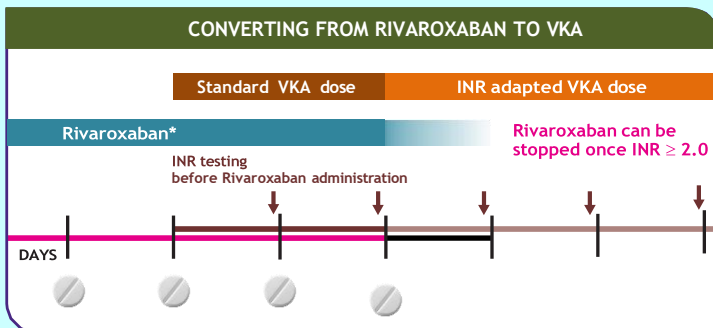 CONVERTING FROM RIVAROXABAN TO VKA
Standard VKA dose
INR adapted VKA dose
Rivaroxaban*
Rivaroxaban can be
stopped once INR ≥ 2.0
INR testing
before Rivaroxaban administration
DAYS